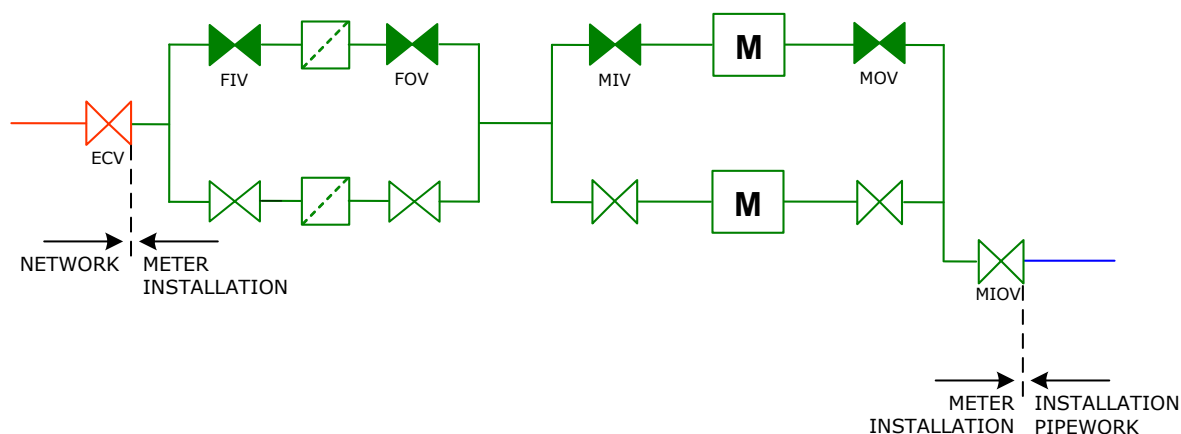 M
FIV
FOV
MIV
MOV
ECV
M
NETWORK
METER
INSTALLATION
MIOV
METER
INSTALLATION
INSTALLATION
PIPEWORK